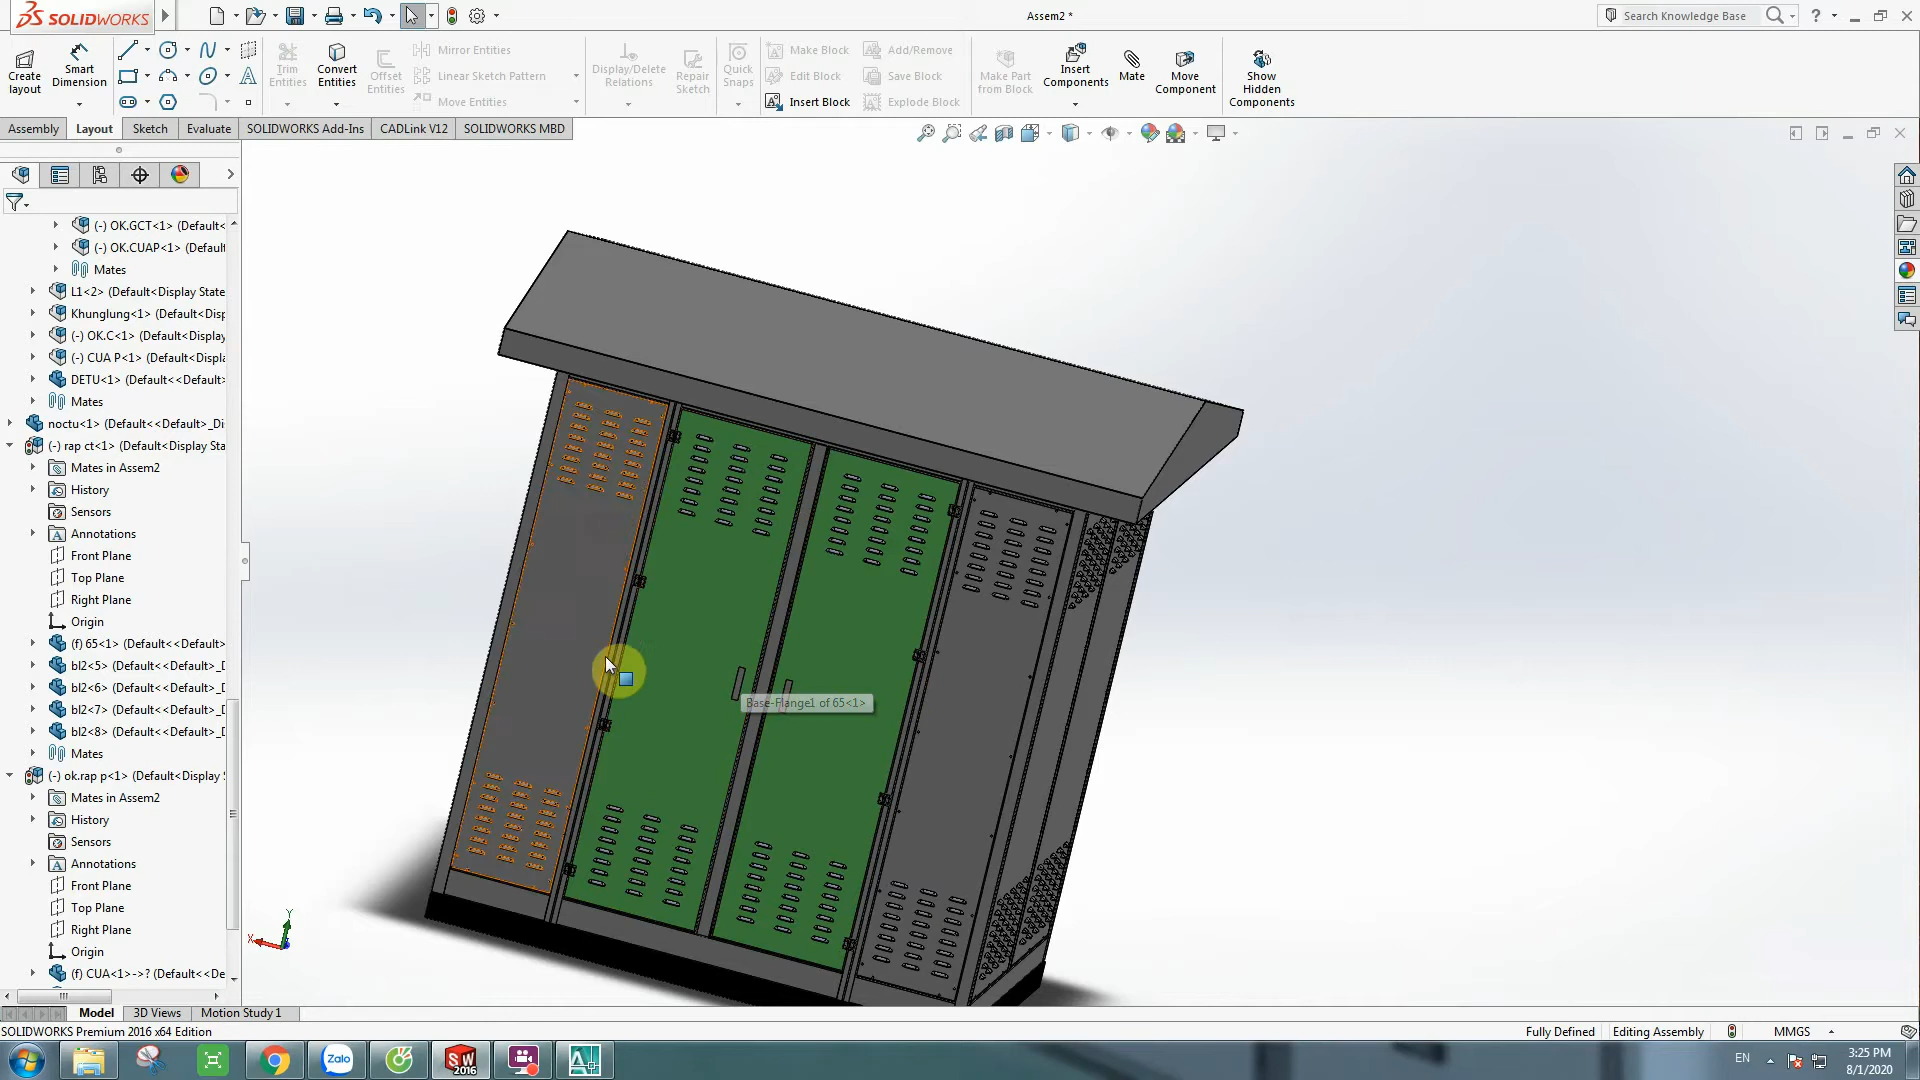 SOLIDWORKS
Assem2 *
Search Knowledge Base
Create layout
Smart Dimension
Trim Entities
Convert Entities
Offset Entities
Mirror Entities
Linear Sketch Pattern
Move Entities
Display/Delete Relations
Repair Sketch
Quick Snaps
Make Block
Edit Block
Insert Block
Add/Remove
Save Block
Explode Block
Make Part from Block
Insert Components
Mate
Move Component
Show Hidden Components
Assembly
Layout
Sketch
Evaluate
SOLIDWORKS Add-Ins
CADLink V12
SOLIDWORKS MBD
(-) OK.GCT<1> (Default<
(-) OK.CUAP<1> (Defaul
Mates
L1<2> (Default<Display State
Khunglung<1> (Default<Disp
(-) OK.C<1> (Default<Display
(-) CUA P<1> (Default<Displa
DETU<1> (Default<<Default>
Mates
noctu<1> (Default<<Default>_Di
(-) rap ct<1> (Default<Display Sta
Mates in Assem2
History
Sensors
Annotations
Front Plane
Top Plane
Right Plane
Origin
(f) 65<1> (Default<<Default>
bl2<5> (Default<<Default>_D
bl2<6> (Default<<Default>_D
bl2<7> (Default<<Default>_D
bl2<8> (Default<<Default>_D
Mates
(-) ok.rap p<1> (Default<Display
Mates in Assem2
History
Sensors
Annotations
Front Plane
Top Plane
Right Plane
Origin
(f) CUA<1>->? (Default<<De
Base-Flange1 of 65<1>
Y
X
Model
3D Views
Motion Study 1
SOLIDWORKS Premium 2016 x64 Edition
Fully Defined
Editing Assembly
MMGS
Zalo
SW 2016
EN
3:25 PM
8/1/2020